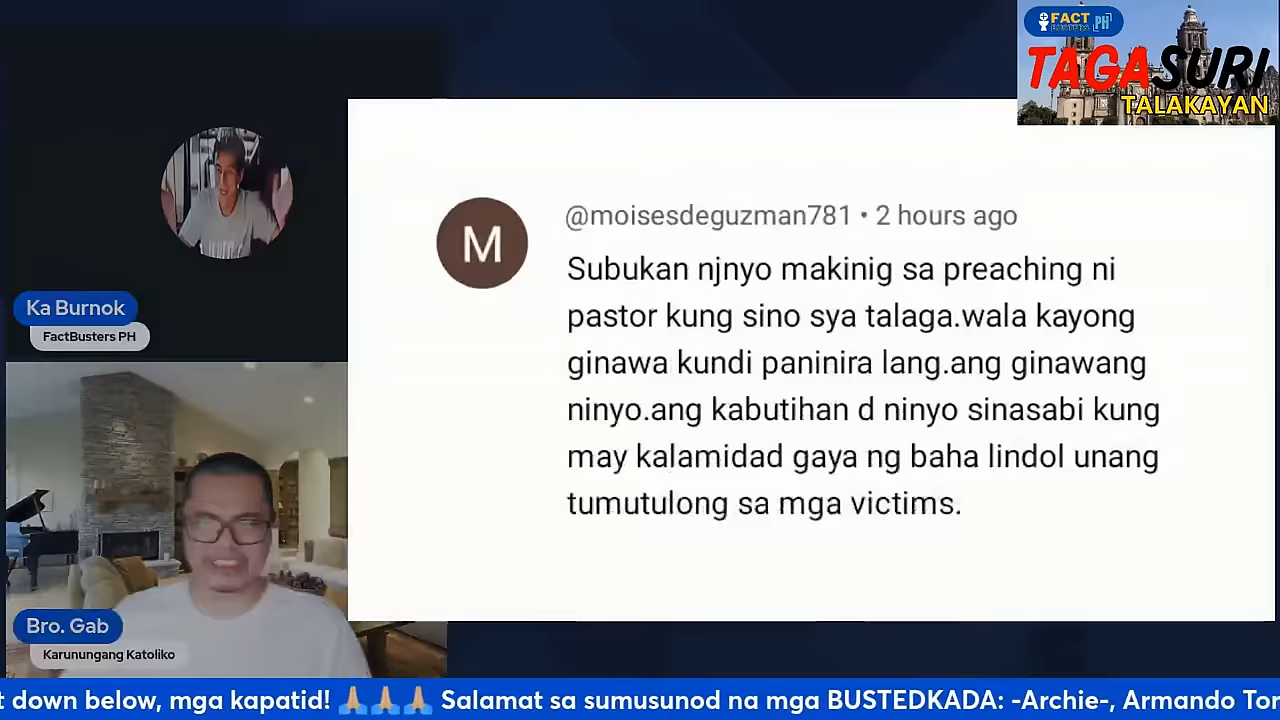 FACT
BUSTERS PH
TAGASURI
TALAKAYAN
M
@moisesdeguzman781 • 2 hours ago
Subukan njnyo makinig sa preaching ni
pastor kung sino sya talaga.wala kayong
ginawa kundi paninira lang.ang ginawang
ninyo.ang kabutihan d ninyo sinasabi kung
may kalamidad gaya ng baha lindol unang
tumutulong sa mga victims.
Ka Burnok
FactBusters PH
Bro. Gab
Karunungang Katoliko
t down below, mga kapatid! 🙏🙏🙏 Salamat sa sumusunod na mga BUSTEDKADA: -Archie-, Armando Tor